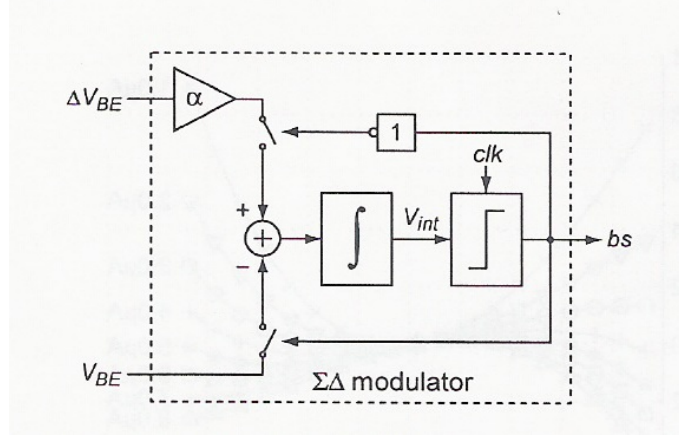 ΔV_BE
α
1
clk
+
+
−
∫
V_int
bs
V_BE
ΣΔ modulator